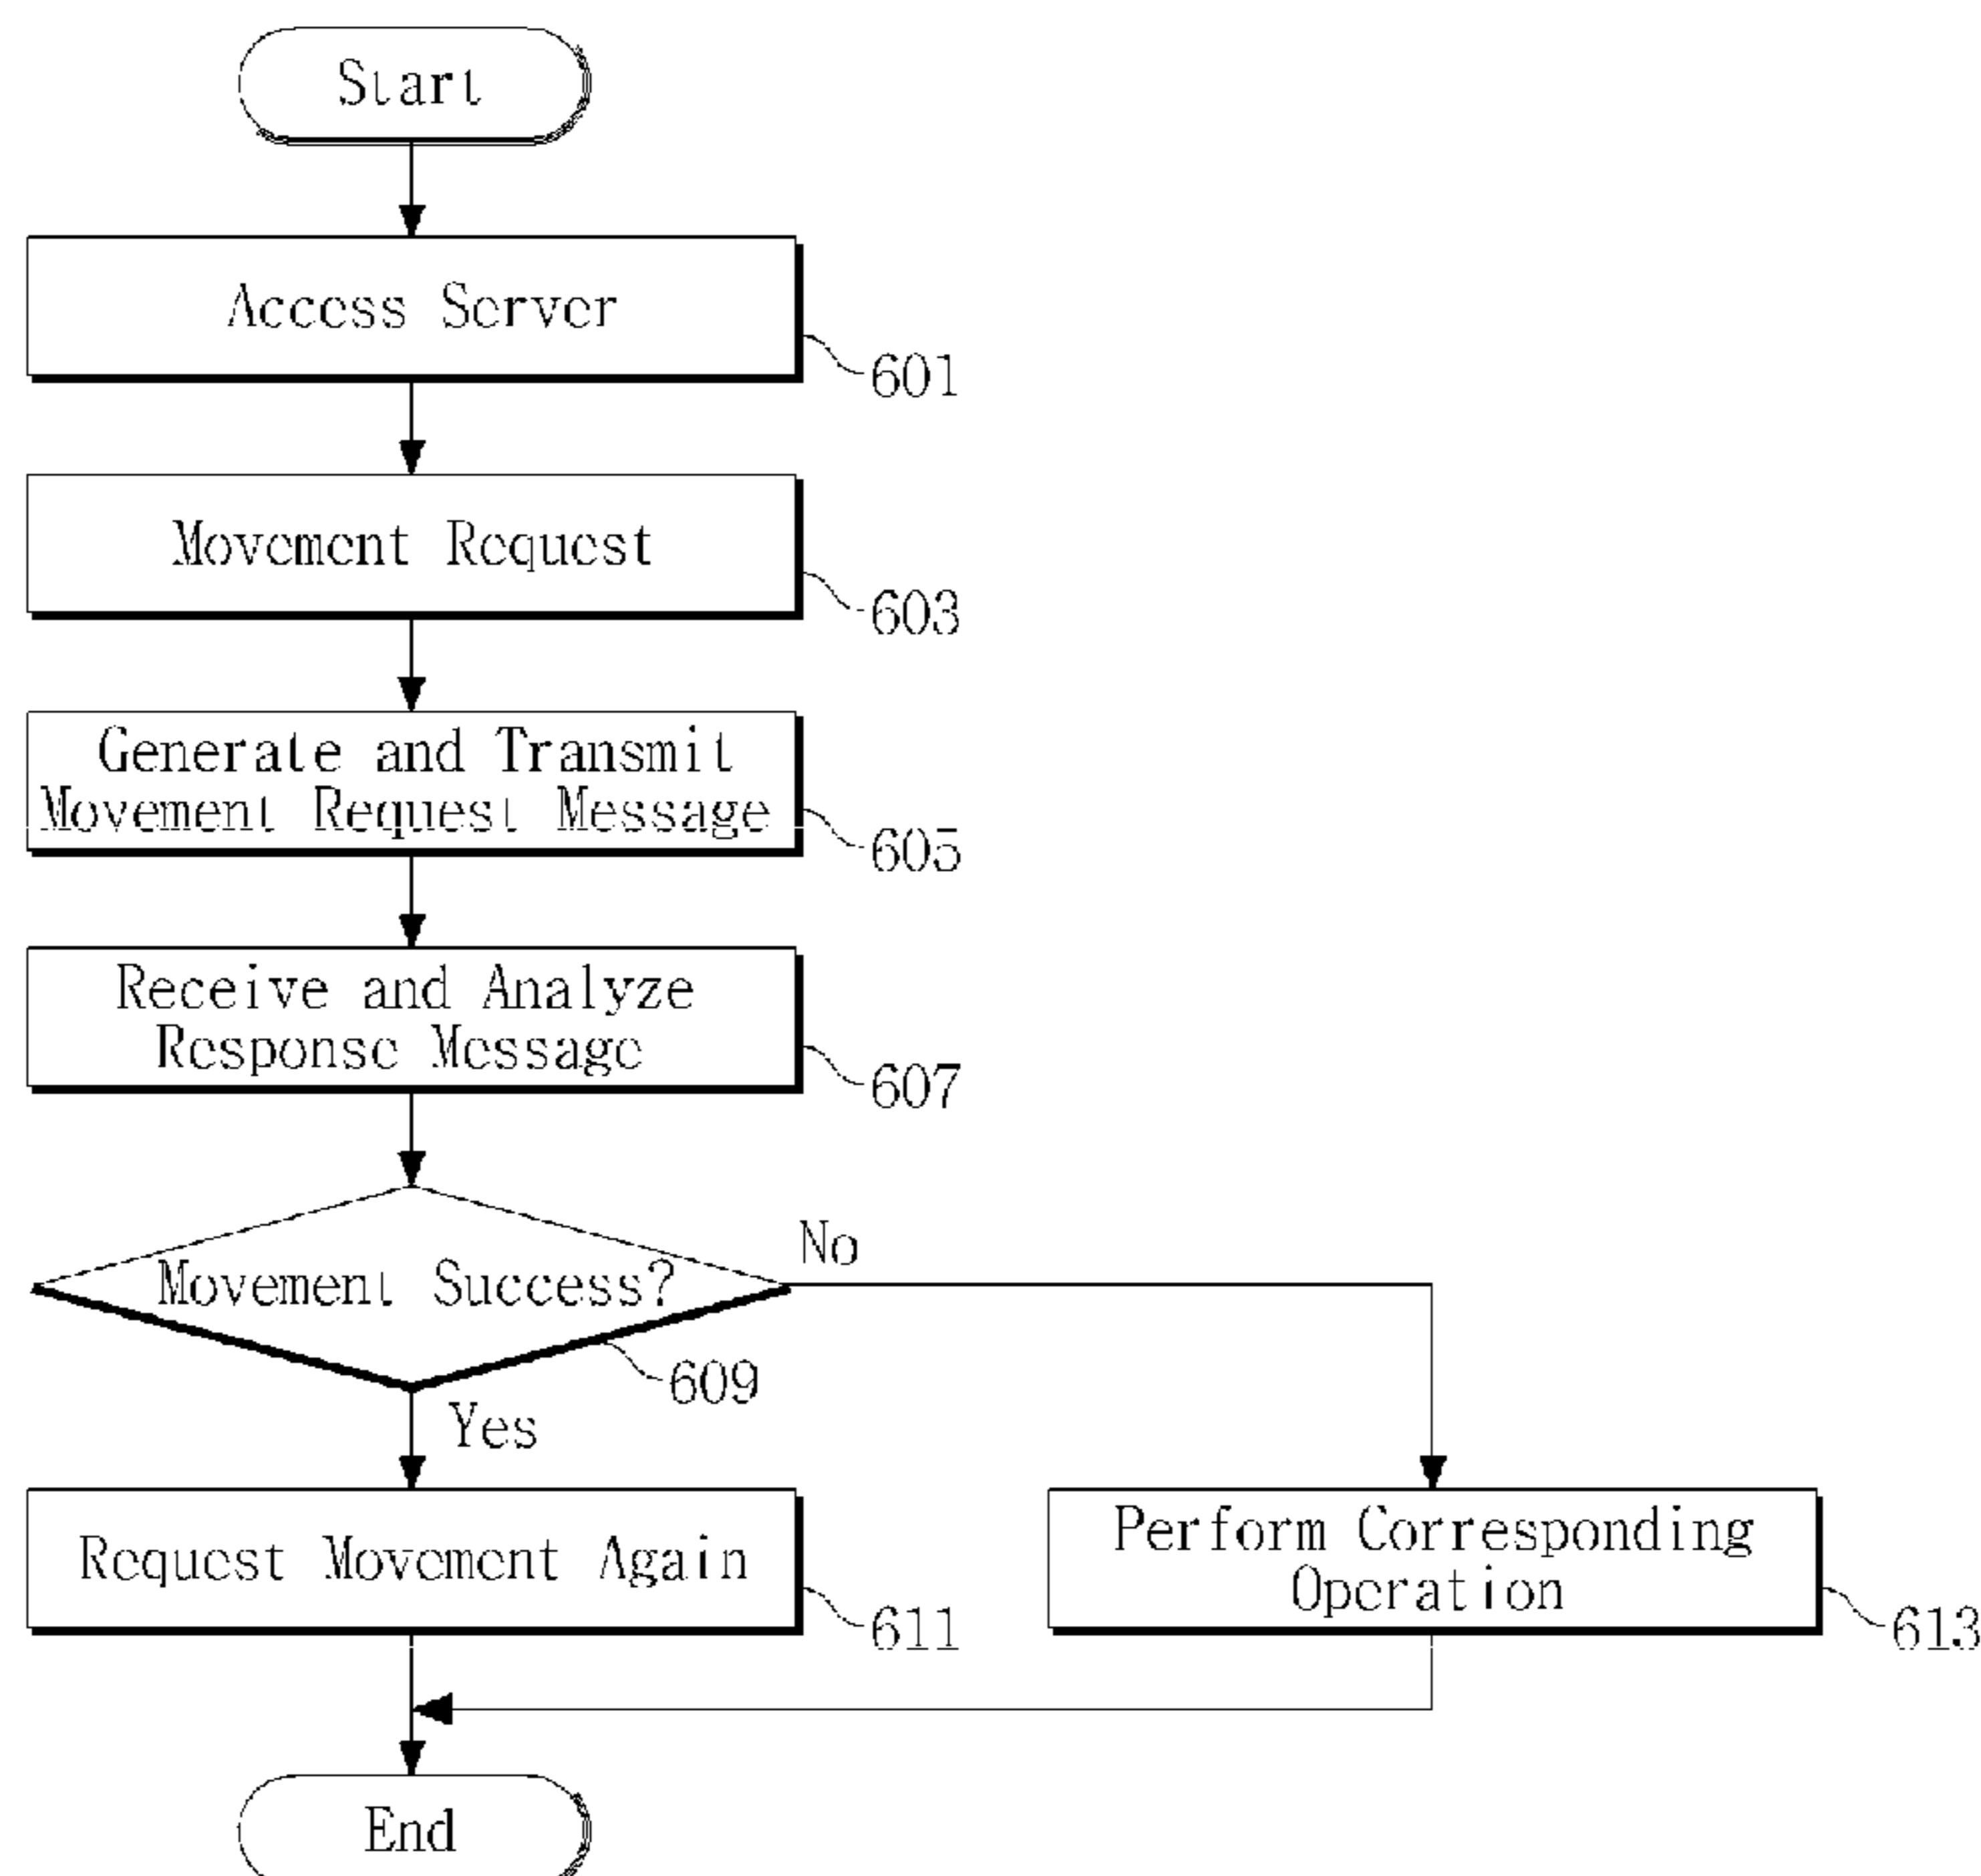 Start
Access Server
601
Movement Request
603
Generate and Transmit
Movement Request Message
605
Receive and Analyze
Response Message
607
Movement Success?
No
609
Yes
Request Movement Again
611
Perform Corresponding
Operation
613
End